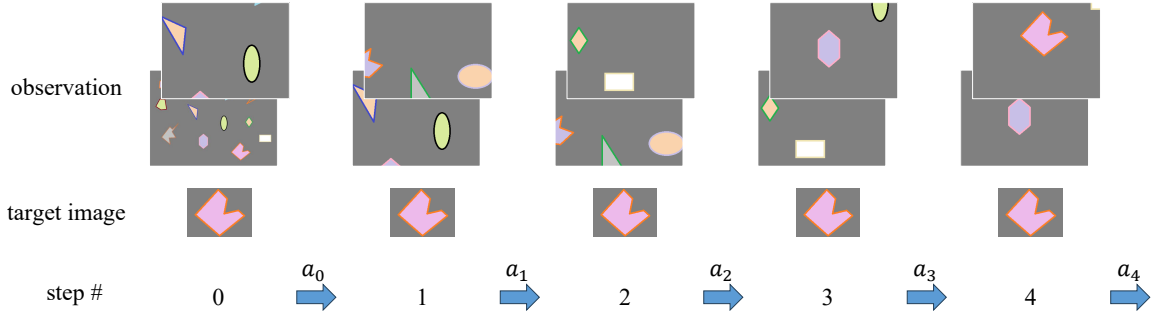 observation
target image
step #
0
a₀
1
a₁
2
a₂
3
a₃
4
a₄